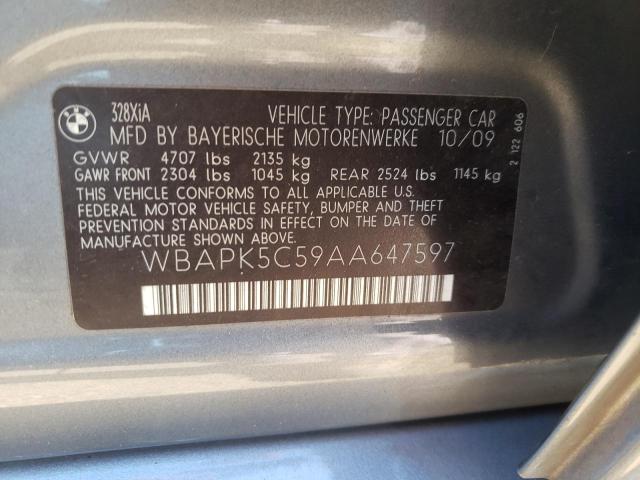 BMW
328XiA VEHICLE TYPE: PASSENGER CAR
MFD BY BAYERISCHE MOTORENWERKE 10/09
GVWR 4707 lbs 2135 kg
GAWR FRONT 2304 lbs 1045 kg REAR 2524 lbs 1145 kg
THIS VEHICLE CONFORMS TO ALL APPLICABLE U.S.
FEDERAL MOTOR VEHICLE SAFETY, BUMPER AND THEFT
PREVENTION STANDARDS IN EFFECT ON THE
DATE OF MANUFACTURE SHOWN ABOVE.
WBAPK5C59AA647597
2 122 606